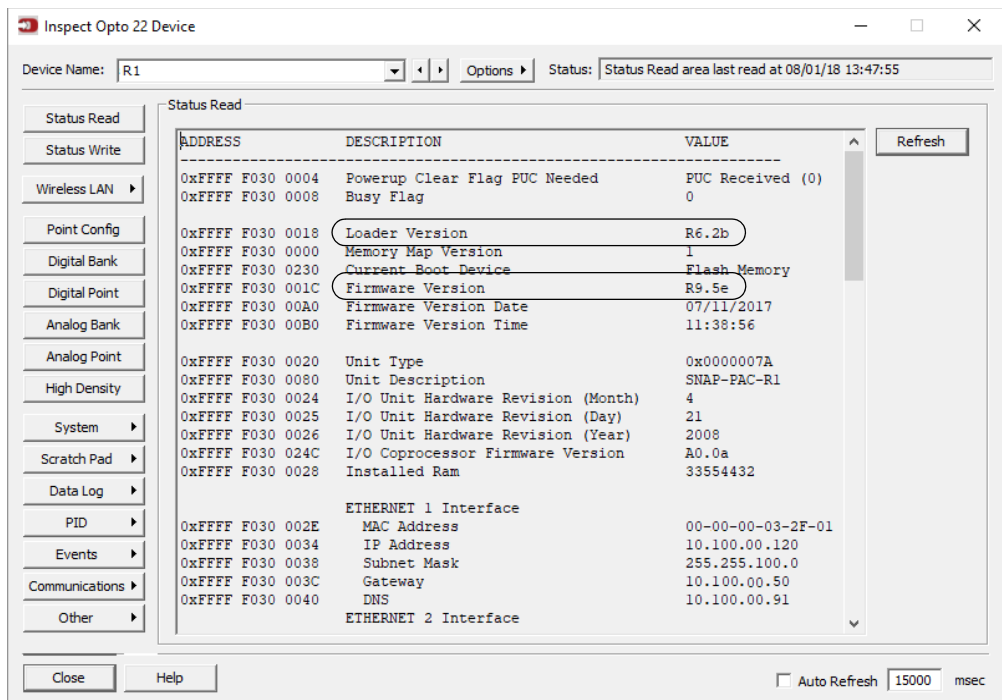 Inspect Opto 22 Device
Device Name: R1 Options Status: Status Read area last read at 08/01/18 13:47:55
Status Read
Status Write
Wireless LAN
Point Config
Digital Bank
Digital Point
Analog Bank
Analog Point
High Density
System
Scratch Pad
Data Log
PID
Events
Communications
Other
Status Read
ADDRESS DESCRIPTION VALUE
--------------------------------------------------------------------
0xFFFF F030 0004 Powerup Clear Flag PUC Needed PUC Received (0)
0xFFFF F030 0008 Busy Flag 0
0xFFFF F030 0018 Loader Version R6.2b
0xFFFF F030 0000 Memory Map Version 1
0xFFFF F030 0230 Current Boot Device Flash Memory
0xFFFF F030 001C Firmware Version R9.5e
0xFFFF F030 00A0 Firmware Version Date 07/11/2017
0xFFFF F030 00B0 Firmware Version Time 11:38:56
0xFFFF F030 0020 Unit Type 0x0000007A
0xFFFF F030 0080 Unit Description SNAP-PAC-R1
0xFFFF F030 0024 I/O Unit Hardware Revision (Month) 4
0xFFFF F030 0025 I/O Unit Hardware Revision (Day) 21
0xFFFF F030 0026 I/O Unit Hardware Revision (Year) 2008
0xFFFF F030 024C I/O Coprocessor Firmware Version A0.0a
0xFFFF F030 0028 Installed Ram 33554432
ETHERNET 1 Interface
0xFFFF F030 002E MAC Address 00-00-00-03-2F-01
0xFFFF F030 0034 IP Address 10.100.00.120
0xFFFF F030 0038 Subnet Mask 255.255.100.0
0xFFFF F030 003C Gateway 10.100.00.50
0xFFFF F030 0040 DNS 10.100.00.91
ETHERNET 2 Interface
Refresh
Close Help Auto Refresh 15000 msec